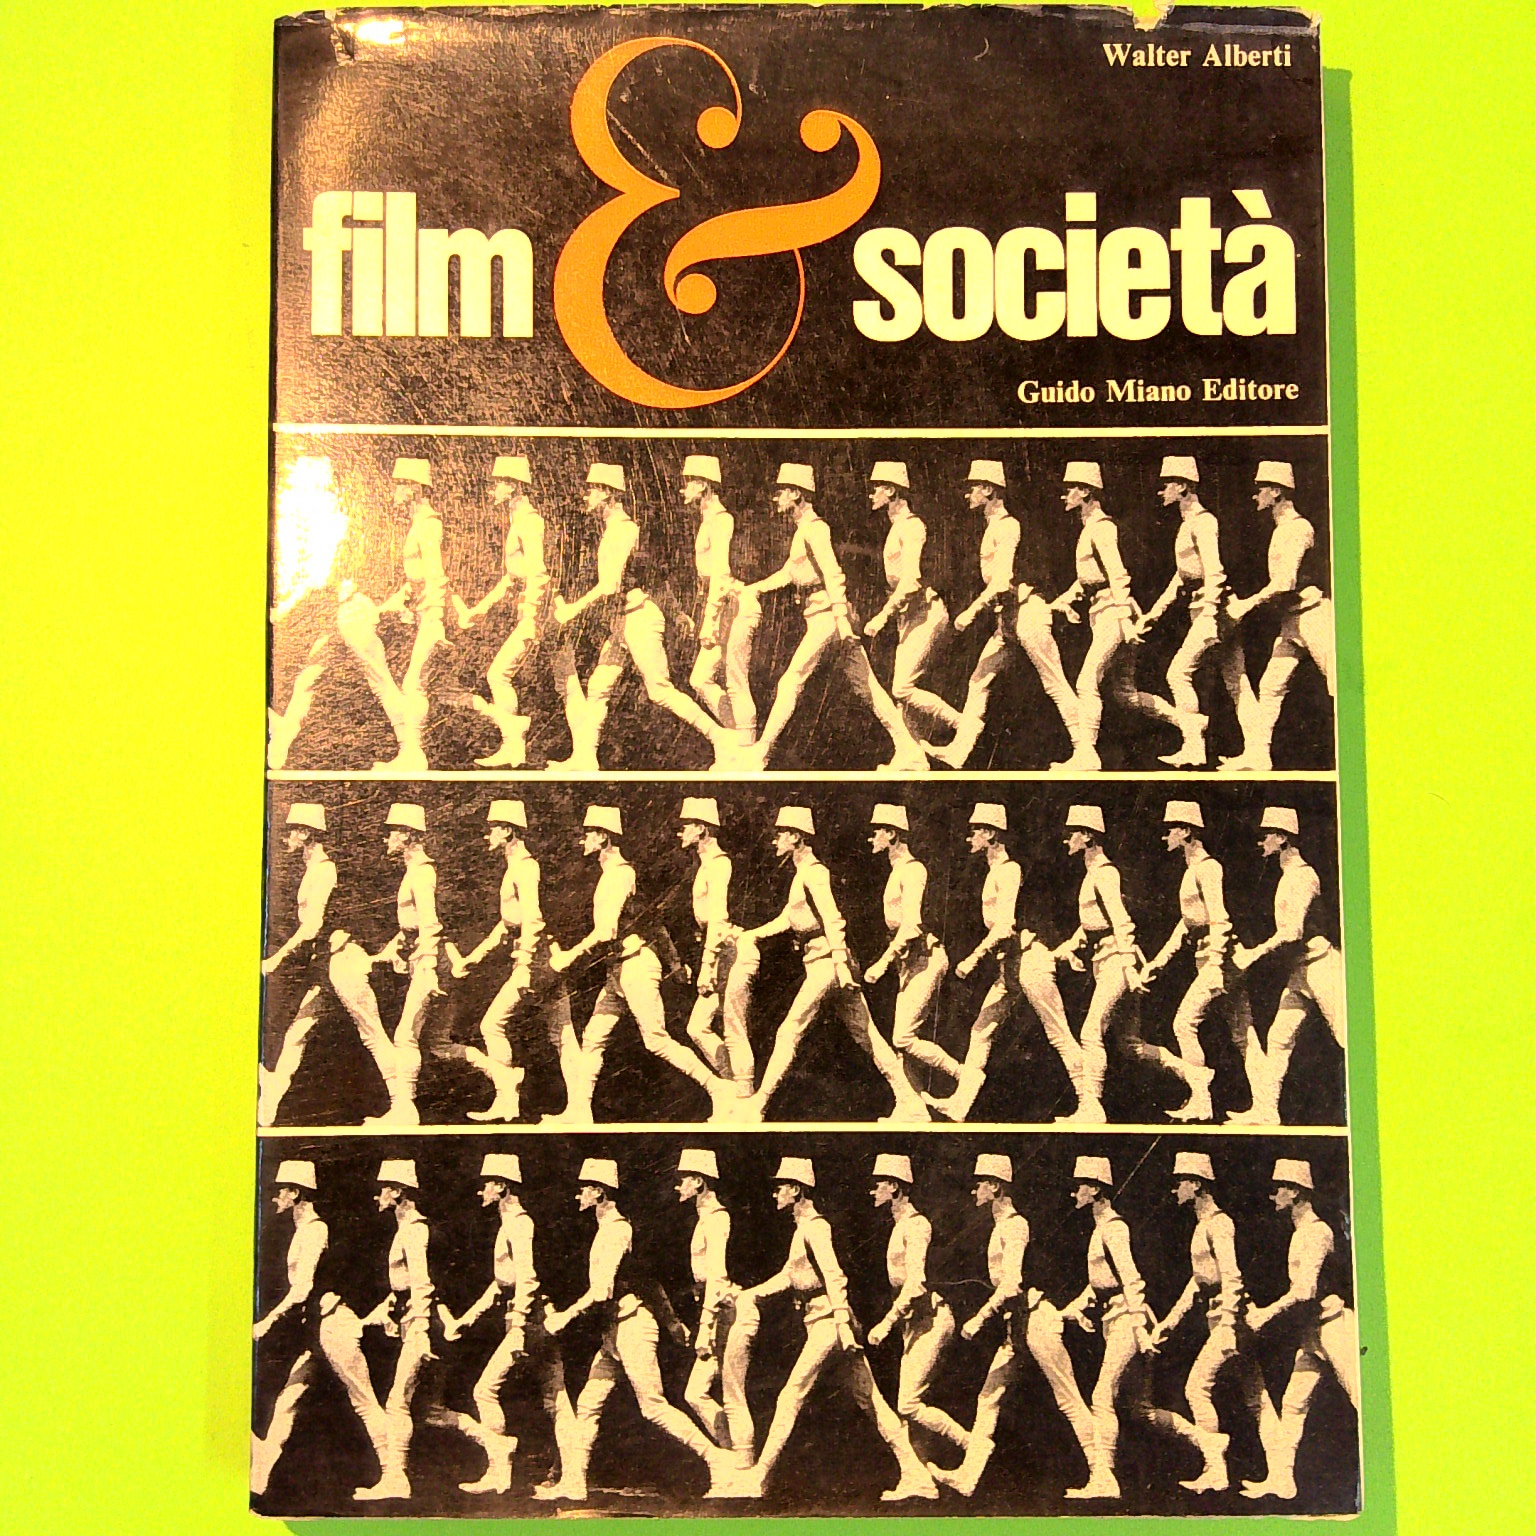 Walter Alberti
film & società
Guido Miano Editore